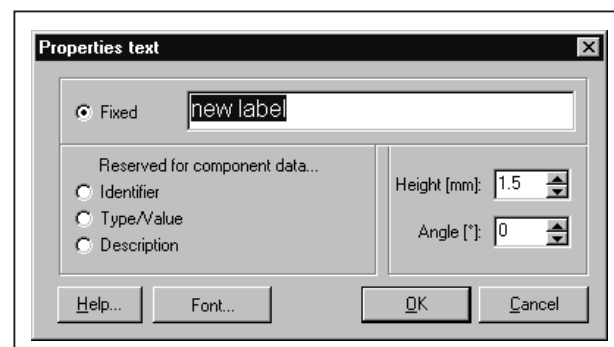 Properties text
Fixed new label
Reserved for component data...
Identifier
Type/Value
Description
Height [mm]: 1.5
Angle [°]: 0
Help... Font... OK Cancel